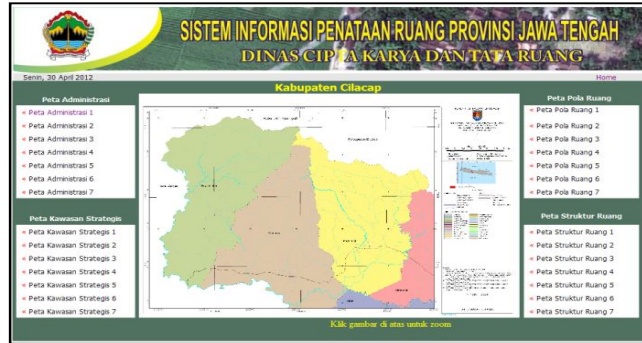 SISTEM INFORMASI PENATAAN RUANG PROVINSI JAWA TENGAH
DINAS CIPTA KARYA DAN TATA RUANG
Senin, 30 April 2012
Home
Kabupaten Cilacap
Peta Administrasi
« Peta Administrasi 1
« Peta Administrasi 2
« Peta Administrasi 3
« Peta Administrasi 4
« Peta Administrasi 5
« Peta Administrasi 6
« Peta Administrasi 7
Peta Kawasan Strategis
« Peta Kawasan Strategis 1
« Peta Kawasan Strategis 2
« Peta Kawasan Strategis 3
« Peta Kawasan Strategis 4
« Peta Kawasan Strategis 5
« Peta Kawasan Strategis 6
« Peta Kawasan Strategis 7
Klik gambar di atas untuk zoom
Peta Pola Ruang
« Peta Pola Ruang 1
« Peta Pola Ruang 2
« Peta Pola Ruang 3
« Peta Pola Ruang 4
« Peta Pola Ruang 5
« Peta Pola Ruang 6
« Peta Pola Ruang 7
Peta Struktur Ruang
« Peta Struktur Ruang 1
« Peta Struktur Ruang 2
« Peta Struktur Ruang 3
« Peta Struktur Ruang 4
« Peta Struktur Ruang 5
« Peta Struktur Ruang 6
« Peta Struktur Ruang 7